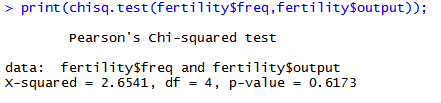 > print(chisq.test(fertility$freq,fertility$output));
Pearson's Chi-squared test
data:  fertility$freq and fertility$output
X-squared = 2.6541, df = 4, p-value = 0.6173